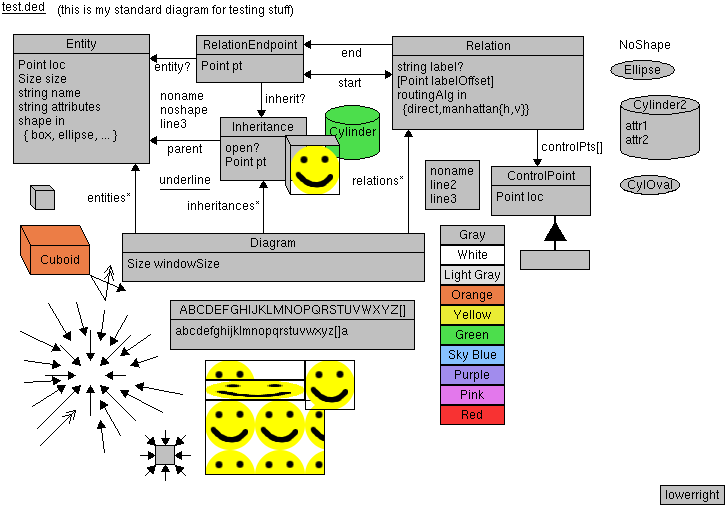 test.ded (this is my standard diagram for testing stuff)
Entity
Point loc
Size size
string name
string attributes
shape in
{ box, ellipse, ... }
entity?
RelationEndpoint
Point pt
end
start
Relation
string label?
[Point labelOffset]
routingAlg in
{direct,manhattan{h,v}}
NoShape
Ellipse
Cylinder2
attr1
attr2
CylOval
noname
noshape
line3
inherit?
parent
Inheritance
open?
Point pt
Cylinder
controlPts[]
noname
line2
line3
ControlPoint
Point loc
underline
entities*
inheritances*
relations*
Cuboid
Diagram
Size windowSize
Gray
White
Light Gray
Orange
Yellow
Green
Sky Blue
Purple
Pink
Red
ABCDEFGHIJKLMNOPQRSTUVWXYZ[]
abcdefghijklmnopqrstuvwxyz[]a
lowerright